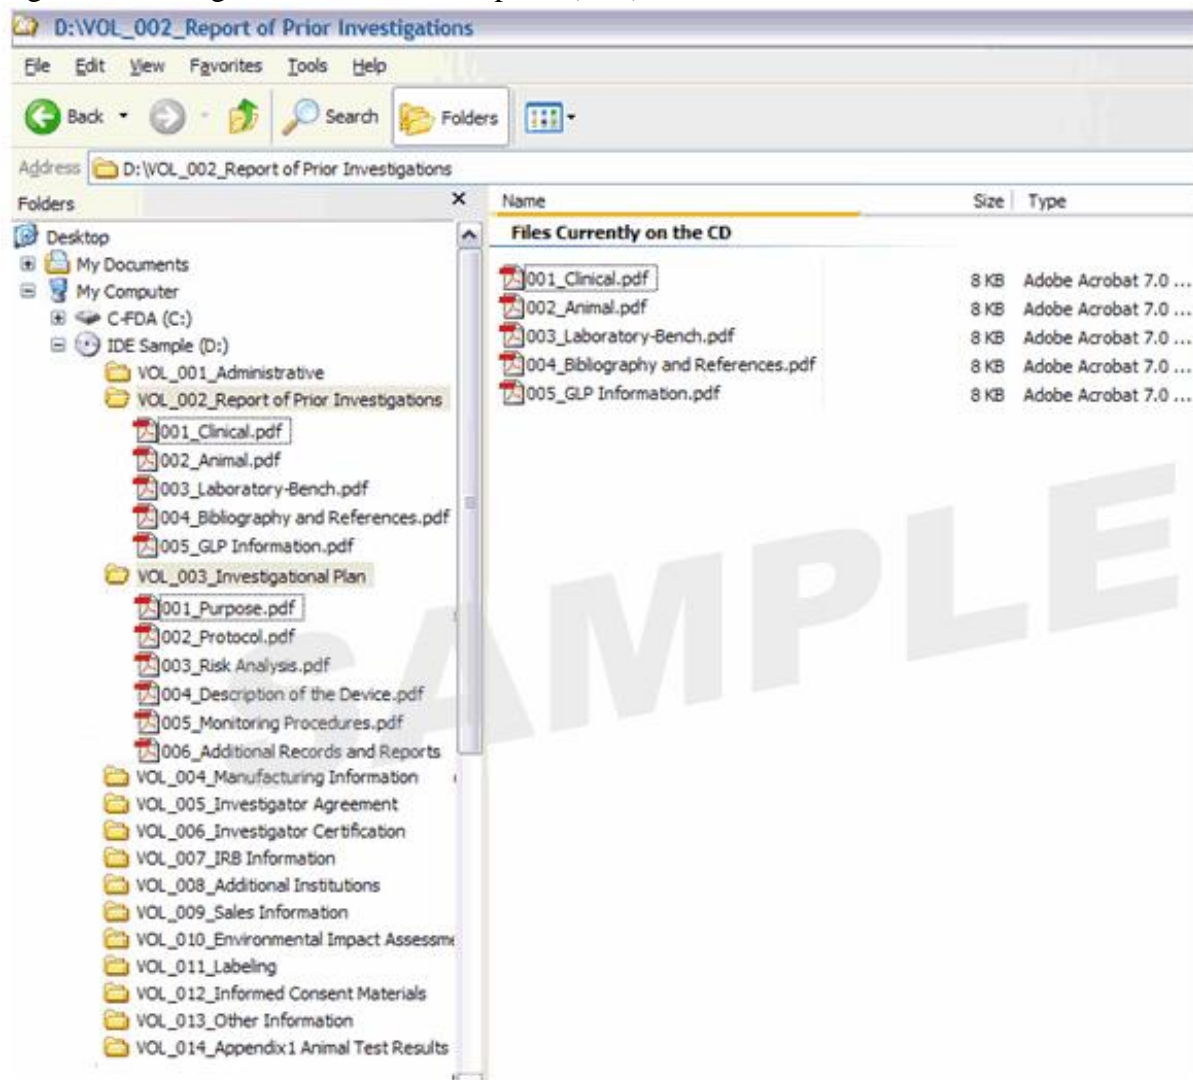 D:\VOL_002_Report of Prior Investigations
File Edit View Favorites Tools Help
Back Search Folders
Address D:\VOL_002_Report of Prior Investigations
Folders x
Desktop
My Documents
My Computer
C-FDA (C:)
IDE Sample (D:)
VOL_001_Administrative
VOL_002_Report of Prior Investigations
001_Clinical.pdf
002_Animal.pdf
003_Laboratory-Bench.pdf
004_Bibliography and References.pdf
005_GLP Information.pdf
VOL_003_Investigational Plan
001_Purpose.pdf
002_Protocol.pdf
003_Risk Analysis.pdf
004_Description of the Device.pdf
005_Monitoring Procedures.pdf
006_Additional Records and Reports
VOL_004_Manufacturing Information
VOL_005_Investigator Agreement
VOL_006_Investigator Certification
VOL_007_IRB Information
VOL_008_Additional Institutions
VOL_009_Sales Information
VOL_010_Environmental Impact Assessme
VOL_011_Labeling
VOL_012_Informed Consent Materials
VOL_013_Other Information
VOL_014_Appendix1 Animal Test Results
Name Size Type
Files Currently on the CD
001_Clinical.pdf 8 KB Adobe Acrobat 7.0 ...
002_Animal.pdf 8 KB Adobe Acrobat 7.0 ...
003_Laboratory-Bench.pdf 8 KB Adobe Acrobat 7.0 ...
004_Bibliography and References.pdf 8 KB Adobe Acrobat 7.0 ...
005_GLP Information.pdf 8 KB Adobe Acrobat 7.0 ...
SAMPLE